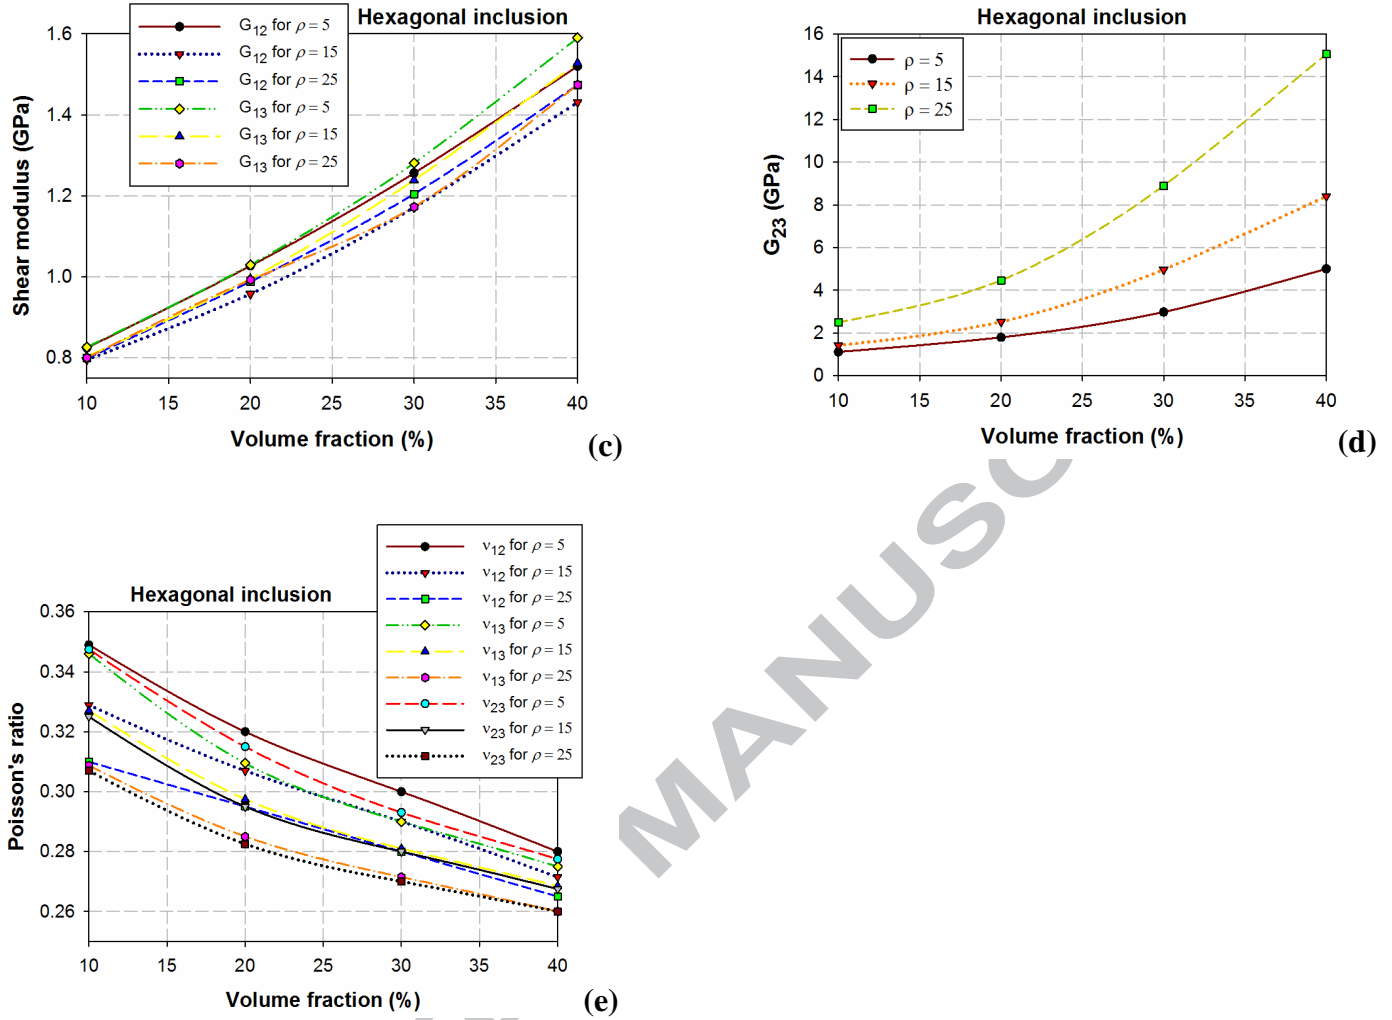 Hexagonal inclusion
G12 for ρ = 5
G12 for ρ = 15
G12 for ρ = 25
G13 for ρ = 5
G13 for ρ = 15
G13 for ρ = 25
Shear modulus (GPa)
1.6
1.4
1.2
1.0
0.8
10 15 20 25 30 35 40
Volume fraction (%)
(c)
Hexagonal inclusion
ρ = 5
ρ = 15
ρ = 25
G23 (GPa)
16
14
12
10
8
6
4
2
0
10 15 20 25 30 35 40
Volume fraction (%)
(d)
ν12 for ρ = 5
ν12 for ρ = 15
ν12 for ρ = 25
ν13 for ρ = 5
ν13 for ρ = 15
ν13 for ρ = 25
ν23 for ρ = 5
ν23 for ρ = 15
ν23 for ρ = 25
Hexagonal inclusion
Poisson's ratio
0.36
0.34
0.32
0.30
0.28
0.26
10 15 20 25 30 35 40
Volume fraction (%)
(e)